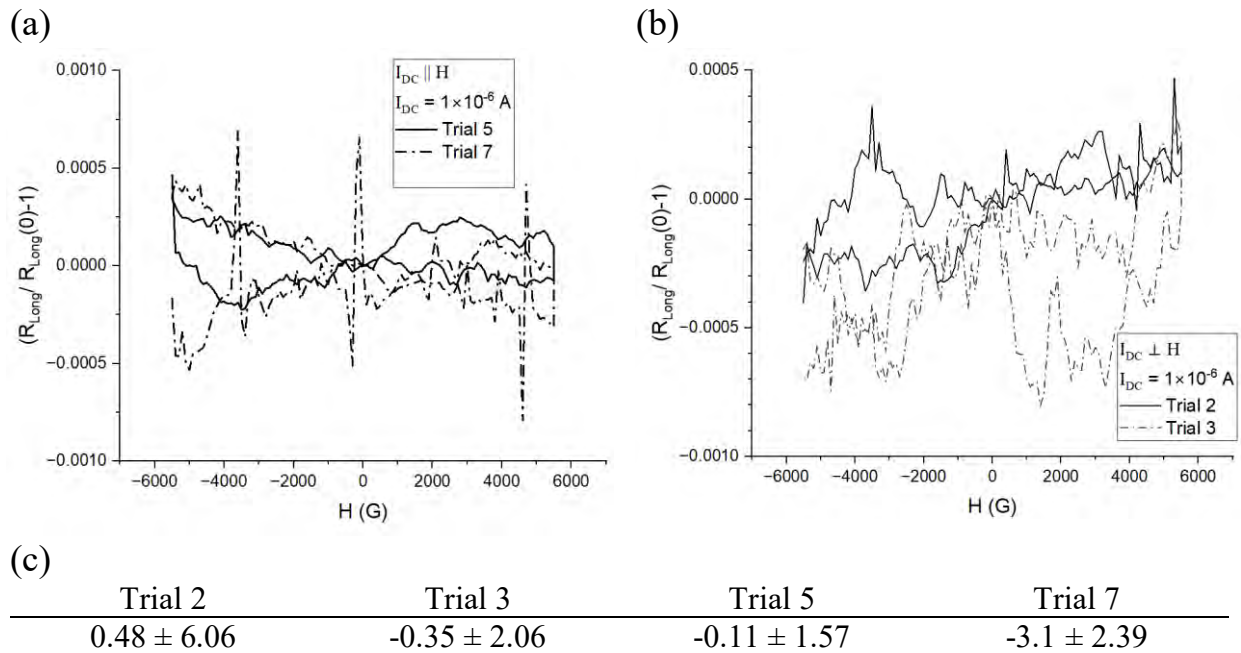 (a)
0.0010
0.0005
0.0000
−0.0005
−0.0010
(R_Long/ R_Long(0)-1)
I_DC || H
I_DC = 1×10⁻⁶ A
Trial 5
Trial 7
−6000 −4000 −2000 0 2000 4000 6000
H (G)
(b)
0.0005
0.0000
−0.0005
−0.0010
(R_Long/ R_Long(0)-1)
I_DC ⊥ H
I_DC = 1×10⁻⁶ A
Trial 2
Trial 3
−6000 −4000 −2000 0 2000 4000 6000
H (G)
(c)
Trial 2 Trial 3 Trial 5 Trial 7
0.48 ± 6.06 -0.35 ± 2.06 -0.11 ± 1.57 -3.1 ± 2.39